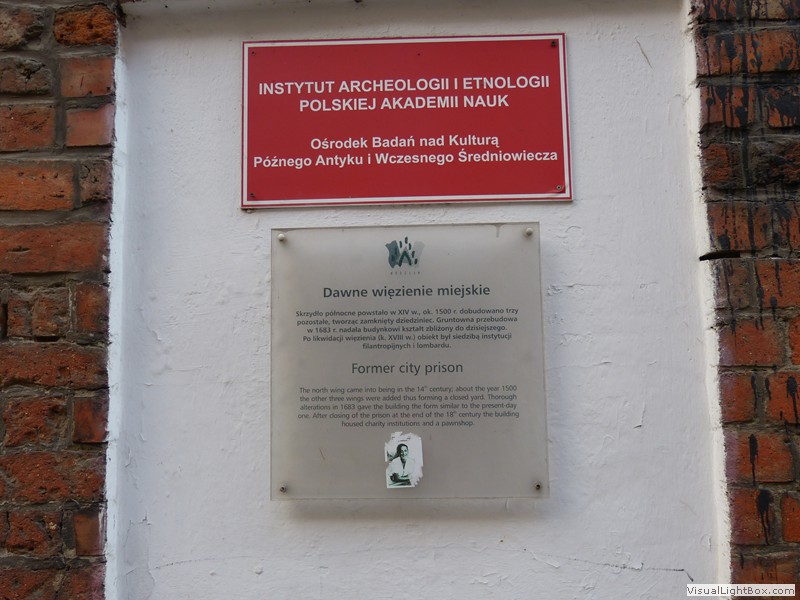 INSTYTUT ARCHEOLOGII I ETNOLOGII
POLSKIEJ AKADEMII NAUK
Ośrodek Badań nad Kulturą
Późnego Antyku i Wczesnego Średniowiecza
Dawne więzienie miejskie
Skrzydło północne powstało w XIV w., ok. 1500 r. dobudowano trzy
pozostałe, tworząc zamknięty dziedziniec. Gruntowna przebudowa
w 1683 r. nadała budynkowi kształt zbliżony do dzisiejszego.
Po likwidacji więzienia (k. XVIII w.) obiekt był siedzibą instytucji
filantropijnych i lombardu.
Former city prison
The north wing came into being in the 14th century; about the year 1500
the other three wings were added thus forming a closed yard. Thorough
alterations in 1683 gave the building the form similar to the present-day
one. After closing of the prison at the end of the 18th century the building
housed charity institutions and a pawnshop.
VisualLightBox.com